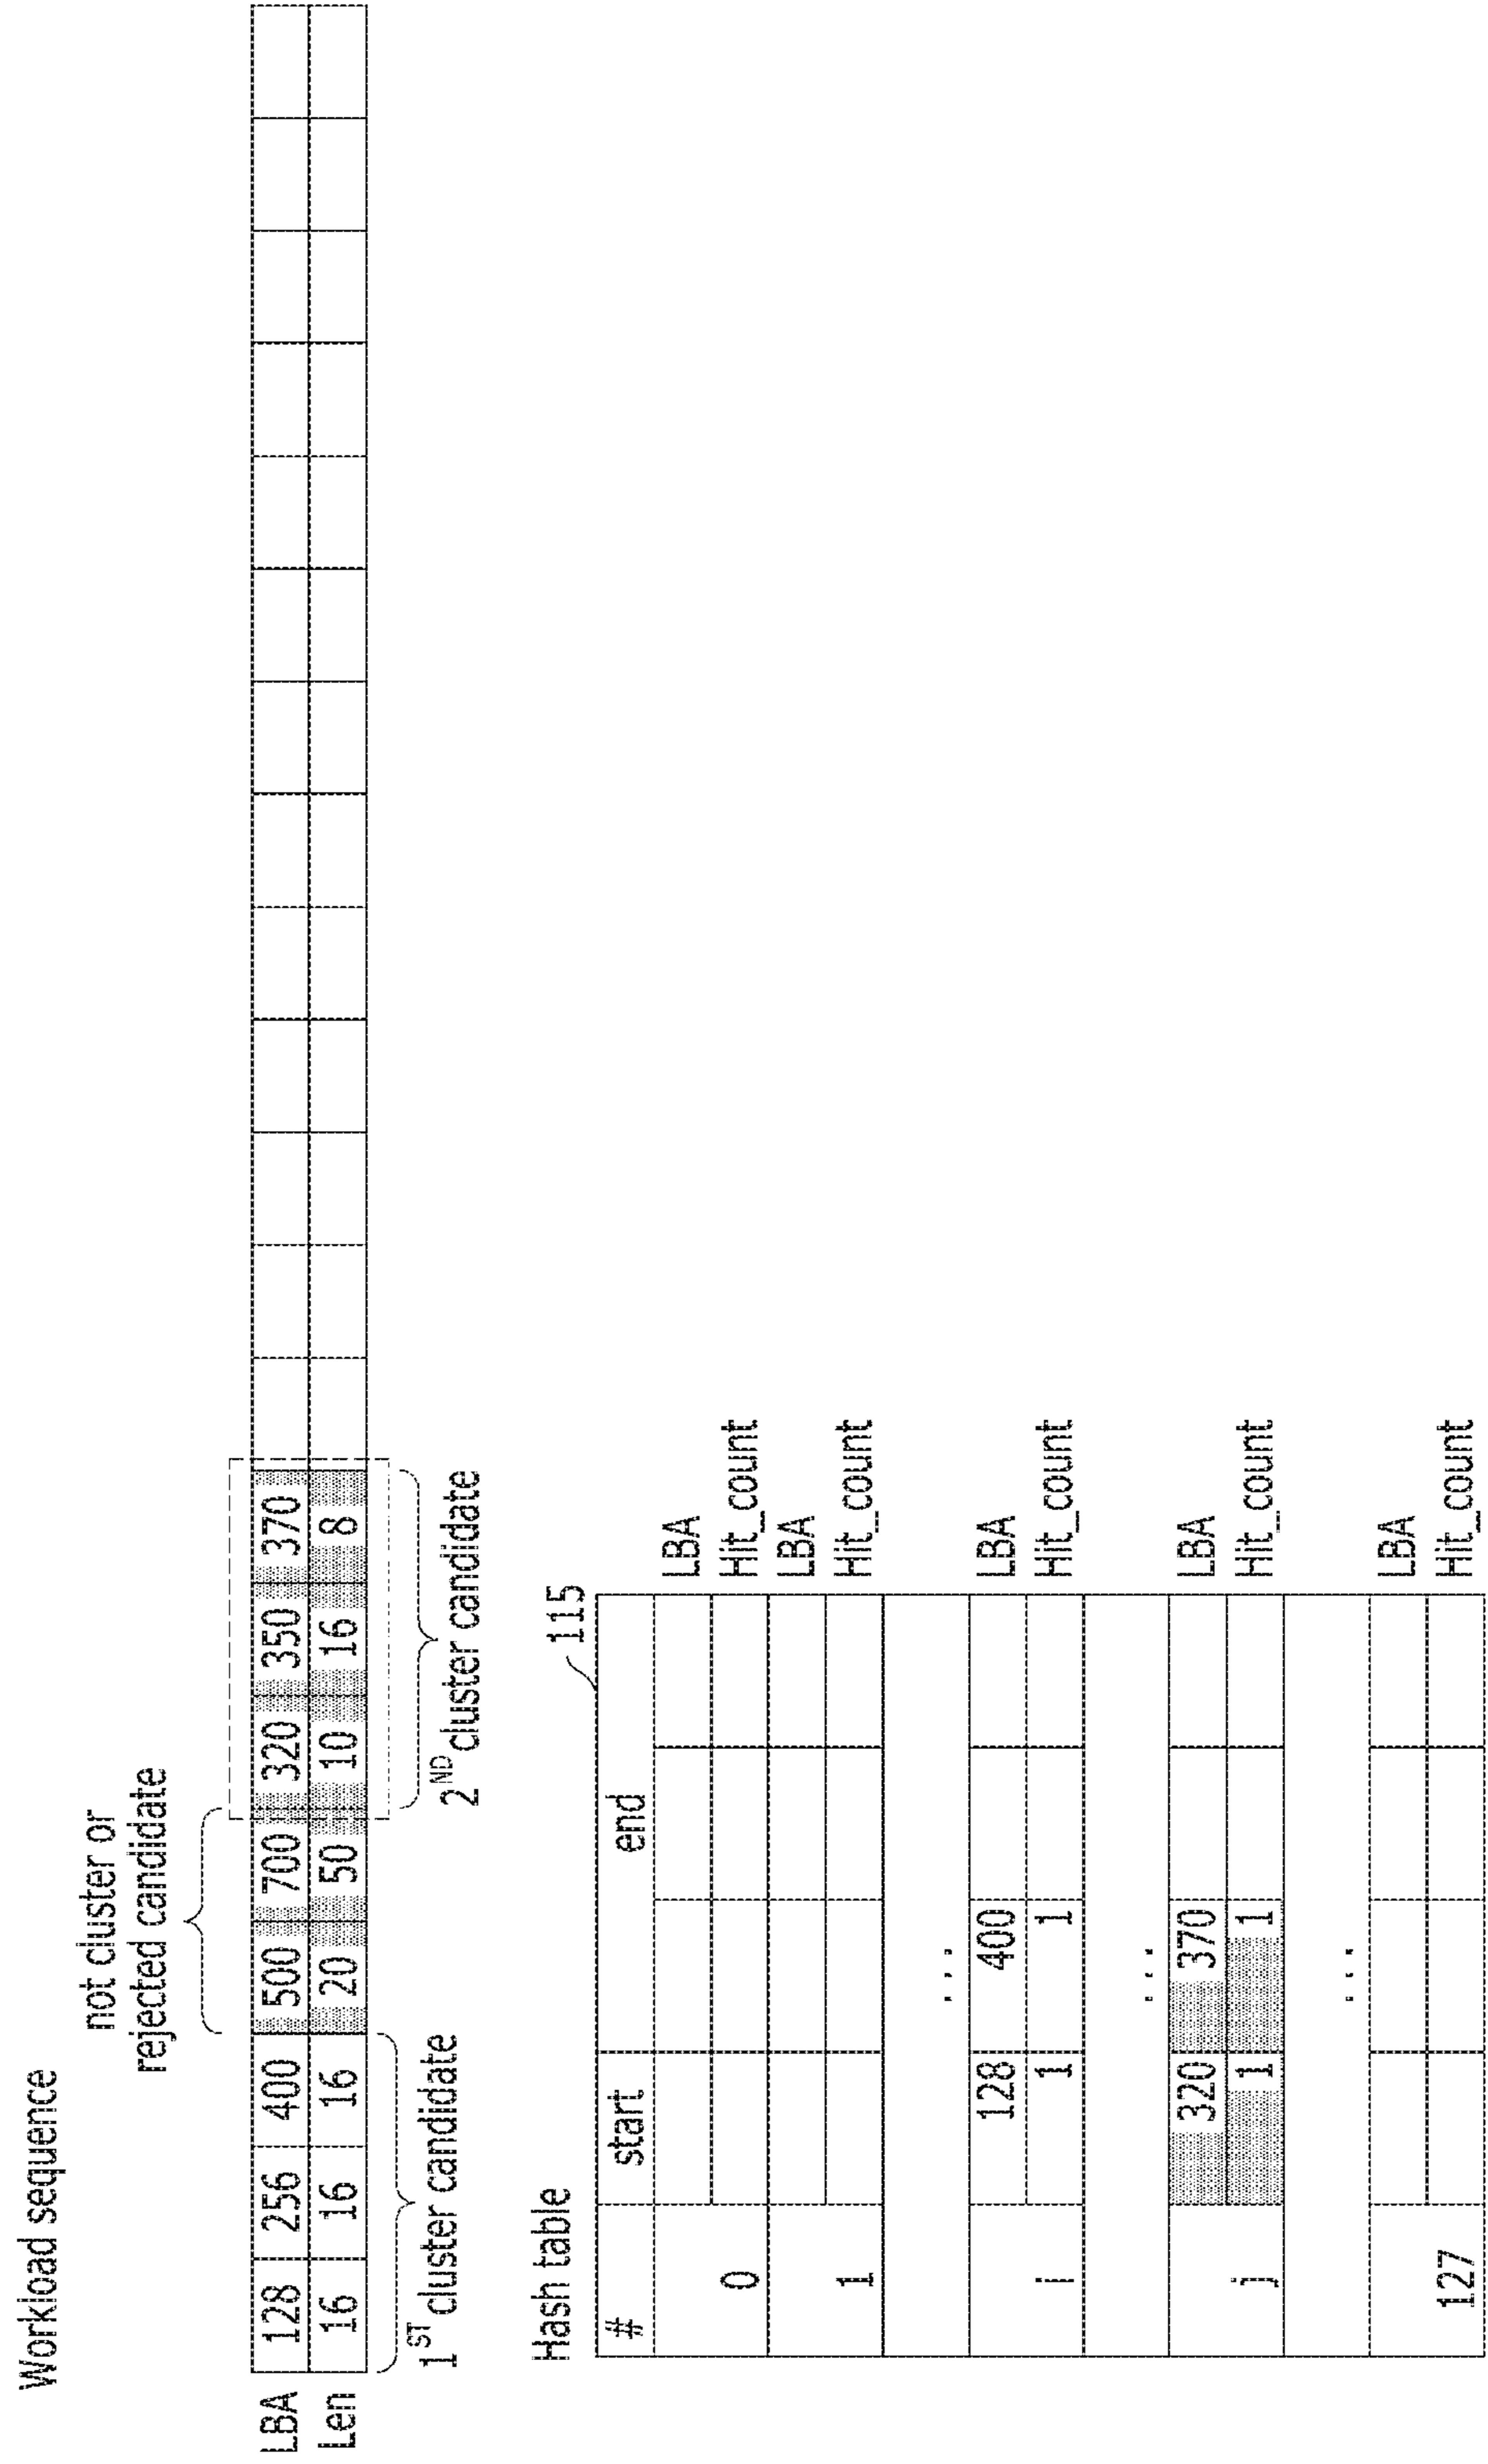 Workload sequence
not cluster or
rejected candidate
LBA 128 256 400 500 700 320 350 370
Len 16 16 16 20 50 10 16 8
1ST cluster candidate
2ND cluster candidate
Hash table
115
# start end
LBA
0 Hit_count
LBA
1 Hit_count
...
128 400 LBA
i 1 1 Hit_count
...
320 370 LBA
j 1 1 Hit_count
...
LBA
127 Hit_count